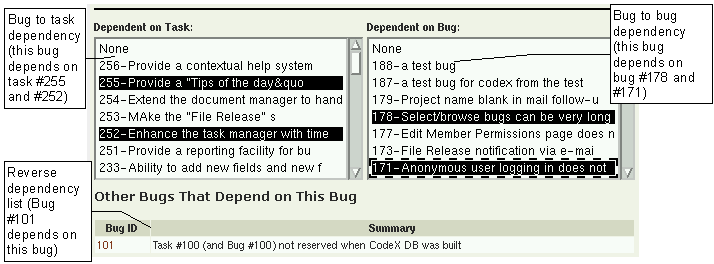 Bug to task
dependency
(this bug
depends on
task #255
and #252)
Dependent on Task:
None
256-Provide a contextual help system
255-Provide a "Tips of the day&quo
254-Extend the document manager to hand
253-MAke the "File Release" s
252-Enhance the task manager with time
251-Provide a reporting facility for bu
233-Ability to add new fields and new f
Dependent on Bug:
None
188-a test bug
187-a test bug for codex from the test
179-Project name blank in mail follow-u
178-Select/browse bugs can be very long
177-Edit Member Permissions page does n
173-File Release notification via e-mai
171-Anonymous user logging in does not
Bug to bug
dependency
(this bug
depends on
bug #178 and
#171)
Reverse
dependency
list (Bug
#101
depends on
this bug)
Other Bugs That Depend on This Bug
Bug ID Summary
101 Task #100 (and Bug #100) not reserved when CodeX DB was built